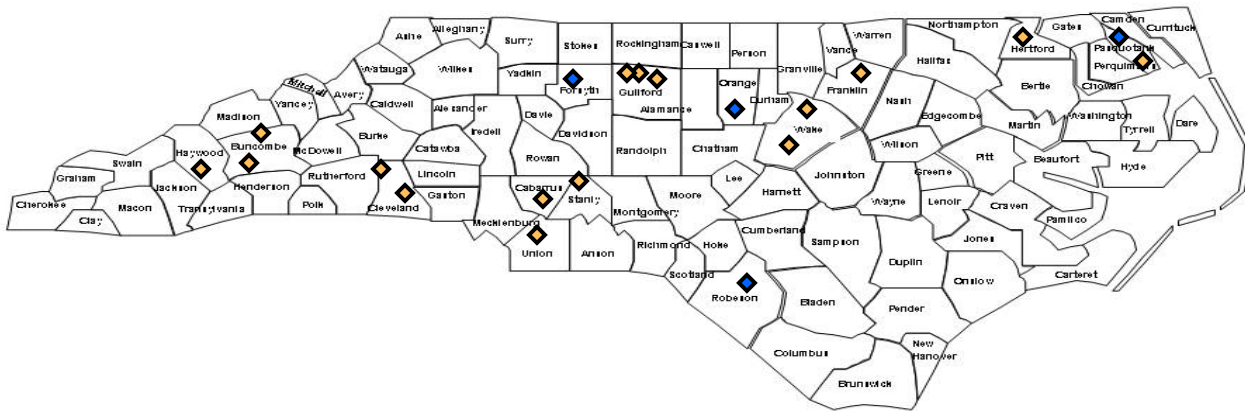 Northampton
Gates
Camden
Currituck
Alleghany
Ashe
Surry
Stokes
Rockingham
Caswell
Person
Vance
Warren
Hertford
Pasquotank
Perquimans
Watauga
Wilkes
Yadkin
Forsyth
Guilford
Alamance
Orange
Durham
Granville
Franklin
Halifax
Bertie
Chowan
Mitchell
Avery
Yancey
Caldwell
Alexander
Iredell
Davie
Davidson
Nash
Edgecombe
Martin
Washington
Tyrrell
Dare
Madison
Buncombe
McDowell
Burke
Catawba
Rowan
Randolph
Chatham
Wake
Wilson
Pitt
Beaufort
Hyde
Swain
Haywood
Rutherford
Lincoln
Lee
Johnston
Greene
Graham
Jackson
Henderson
Polk
Cleveland
Gaston
Cabarrus
Stanly
Moore
Harnett
Wayne
Lenoir
Craven
Pamlico
Cherokee
Clay
Macon
Transylvania
Mecklenburg
Montgomery
Union
Anson
Richmond
Hoke
Cumberland
Sampson
Jones
Scotland
Duplin
Onslow
Carteret
Robeson
Bladen
Pender
Columbus
New
Hanover
Brunswick